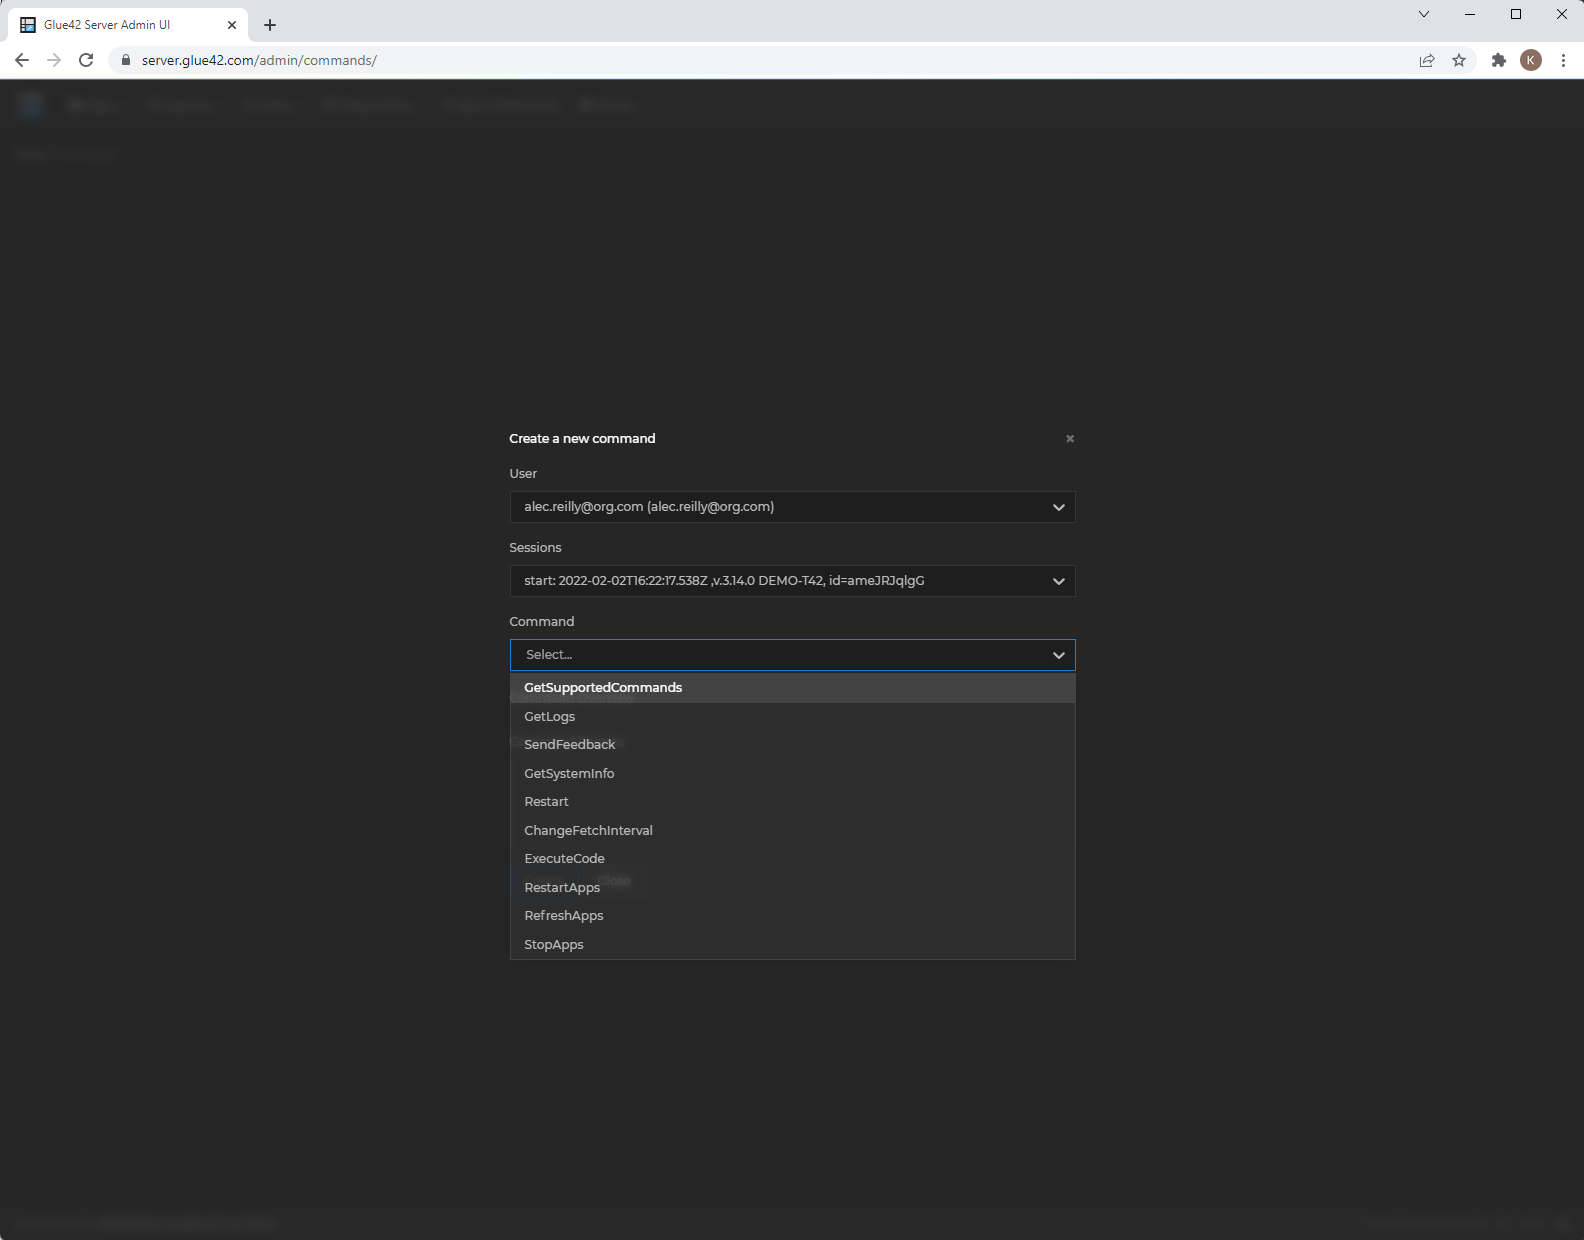 Glue42 Server Admin UI
server.glue42.com/admin/commands/
K
Create a new command
User
alec.reilly@org.com (alec.reilly@org.com)
Sessions
start: 2022-02-02T16:22:17.538Z ,v.3.14.0 DEMO-T42, id=ameJRJqlgG
Command
Select...
GetSupportedCommands
GetLogs
SendFeedback
GetSystemInfo
Restart
ChangeFetchInterval
ExecuteCode
Close
RestartApps
RefreshApps
StopApps